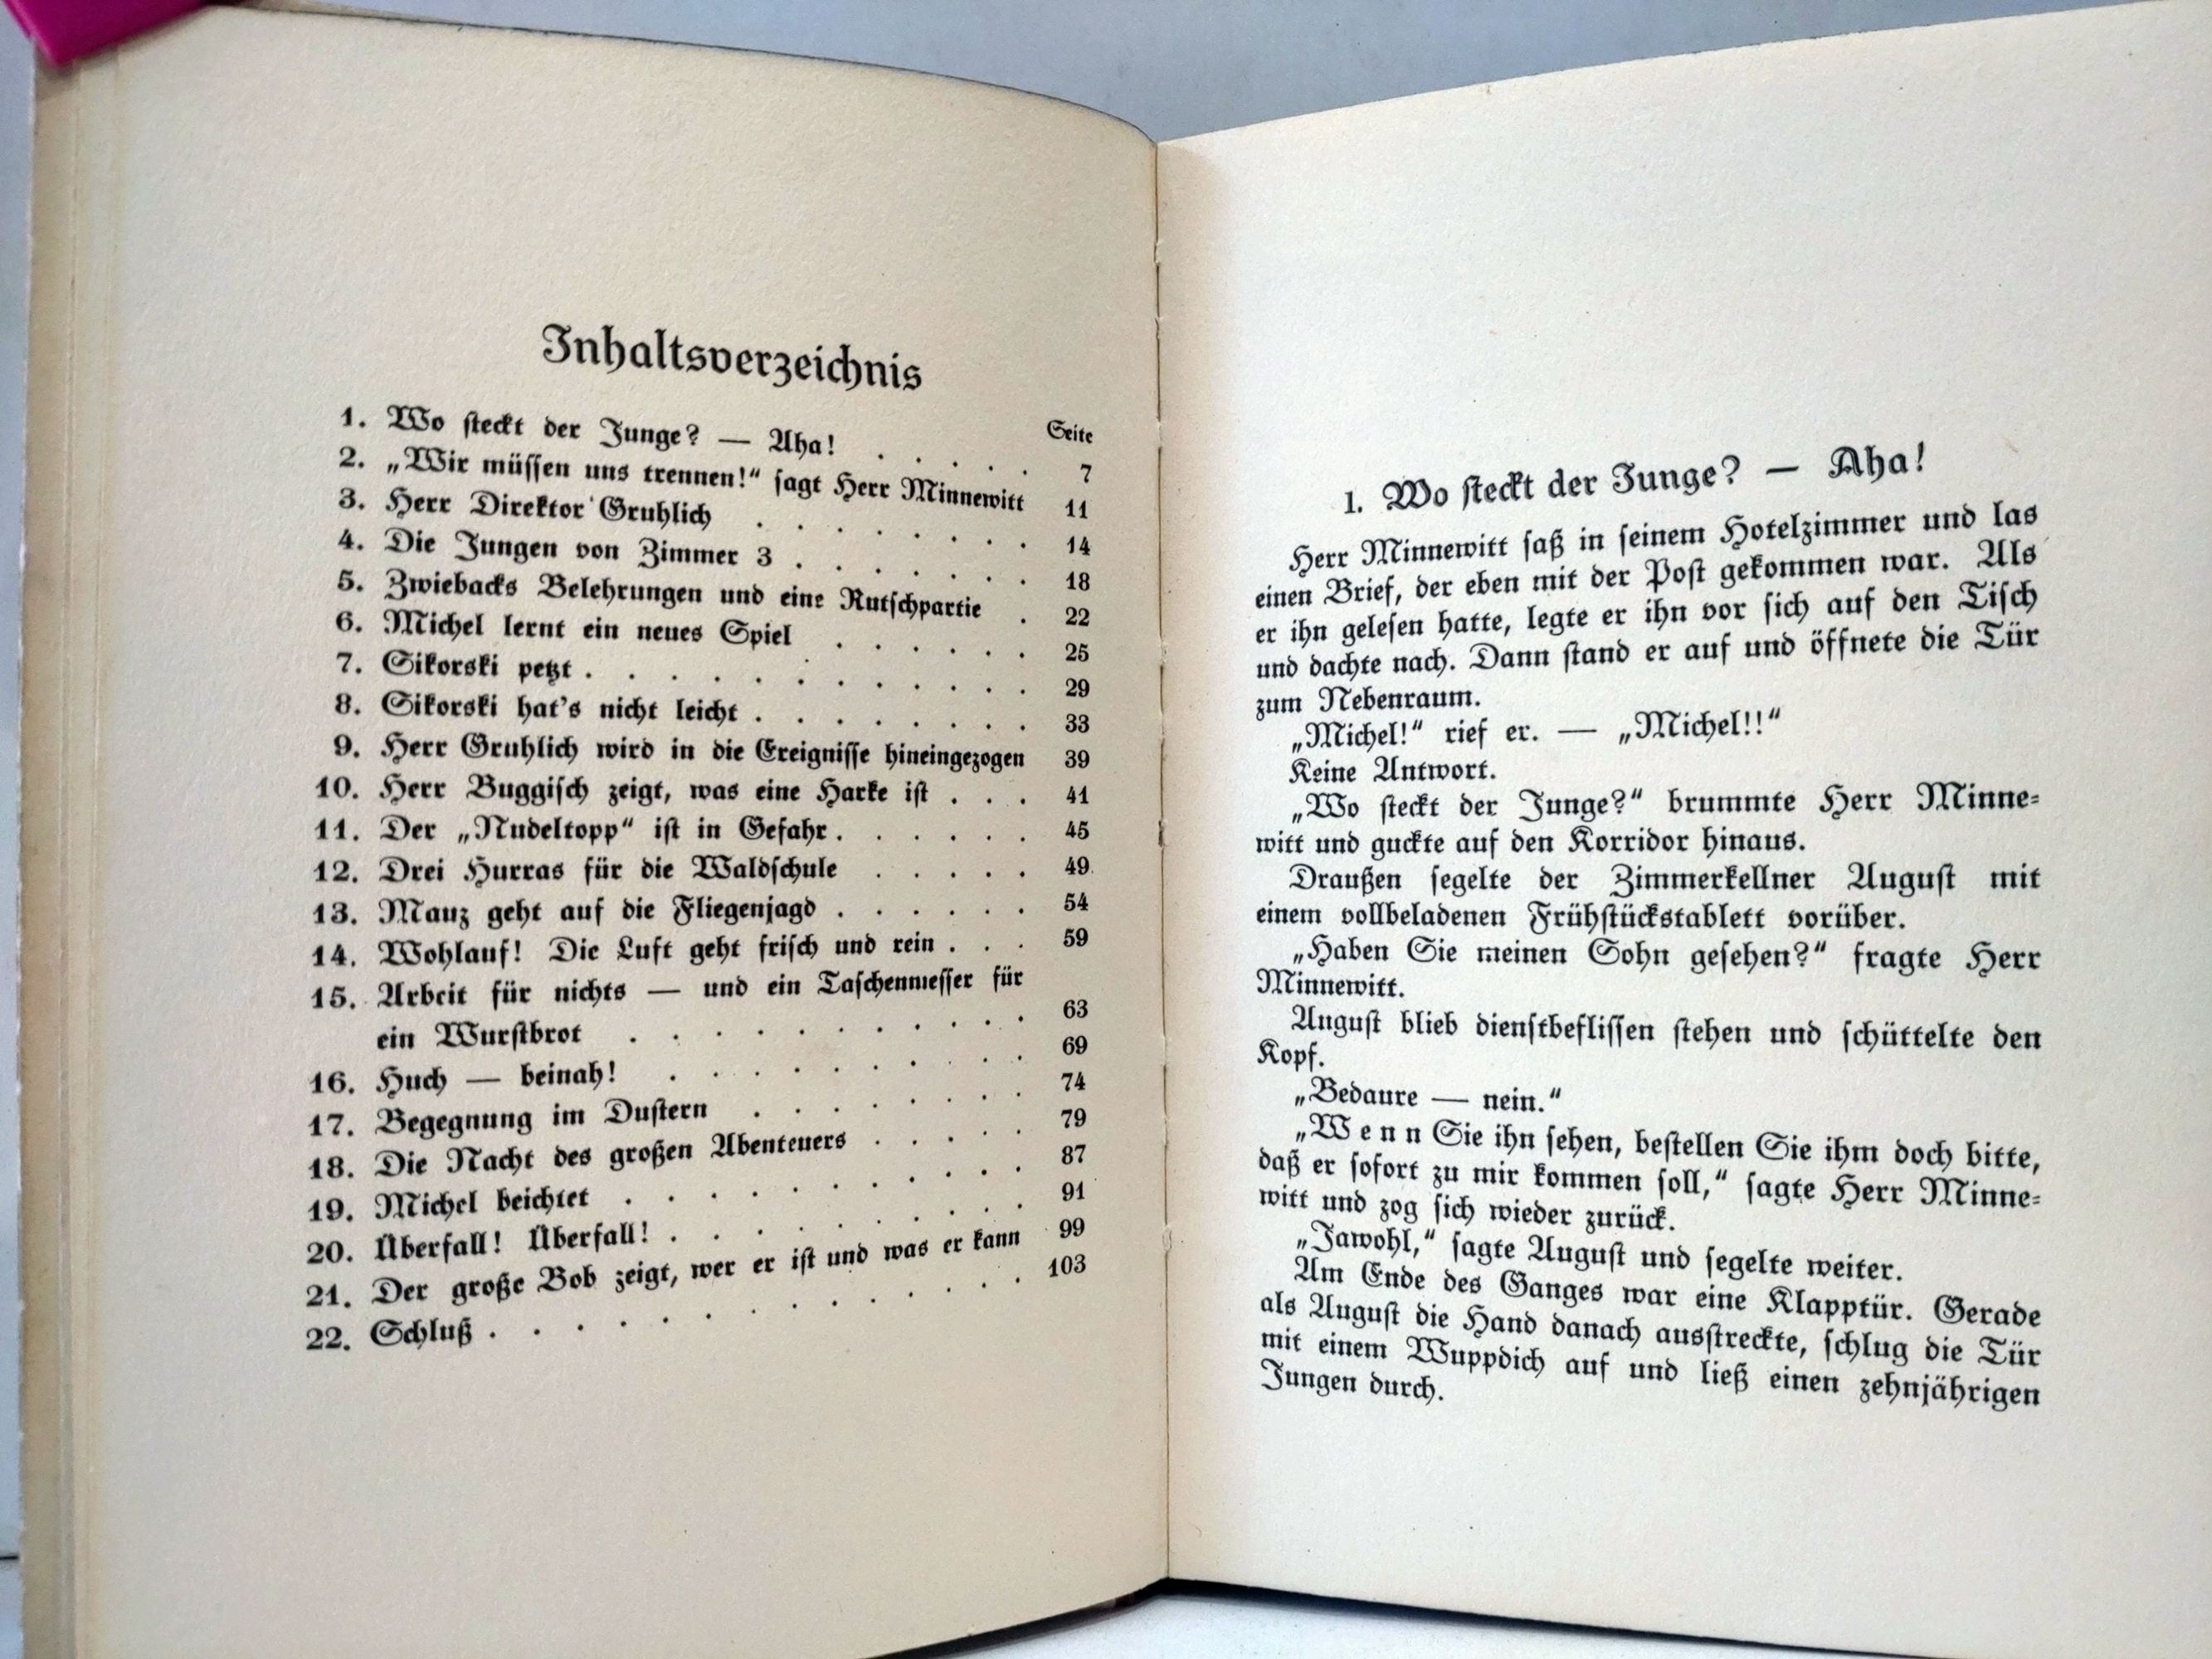 Inhaltsverzeichnis
Seite
1. Wo ſteckt der Junge? — Aha! . . . . . 7
2. „Wir müſſen uns trennen!“ ſagt Herr Minnewitt 11
3. Herr Direktor Gruhlich . . . . . . . 14
4. Die Jungen von Zimmer 3 . . . . . . 18
5. Zwiebacks Belehrungen und eine Rutſchpartie . 22
6. Michel lernt ein neues Spiel . . . . . . 25
7. Sikorski petzt . . . . . . . . . . . 29
8. Sikorski hat's nicht leicht . . . . . . . . 33
9. Herr Gruhlich wird in die Ereigniſſe hineingezogen 39
10. Herr Buggiſch zeigt, was eine Harke iſt . . . 41
11. Der „Nudeltopp“ iſt in Gefahr . . . . . . 45
12. Drei Hurras für die Waldſchule . . . . . 49
13. Mauz geht auf die Fliegenjagd . . . . . . 54
14. Wohlauf! Die Luft geht friſch und rein . . . 59
15. Arbeit für nichts — und ein Taſchenmeſſer für
ein Wurſtbrot . . . . . . . . . . 63
16. Huch — beinah! . . . . . . . . . 69
17. Begegnung im Duſtern . . . . . . . 74
18. Die Nacht des großen Abenteuers . . . . . 79
19. Michel beichtet . . . . . . . . . . 87
20. Überfall! Überfall! . . . . . . . . . 91
21. Der große Bob zeigt, wer er iſt und was er kann 99
22. Schluß . . . . . . . . . . . . . 103
1. Wo ſteckt der Junge? — Aha!
Herr Minnewitt ſaß in ſeinem Hotelzimmer und las
einen Brief, der eben mit der Poſt gekommen war. Als
er ihn geleſen hatte, legte er ihn vor ſich auf den Tiſch
und dachte nach. Dann ſtand er auf und öffnete die Tür
zum Nebenraum.
„Michel!“ rief er. — „Michel!!“
Keine Antwort.
„Wo ſteckt der Junge?“ brummte Herr Minne-
witt und guckte auf den Korridor hinaus.
Draußen ſegelte der Zimmerkellner Auguſt mit
einem vollbeladenen Frühſtückstablett vorüber.
„Haben Sie meinen Sohn geſehen?“ fragte Herr
Minnewitt.
Auguſt blieb dienſtbefliſſen ſtehen und ſchüttelte den
Kopf.
„Bedaure — nein.“
„Wenn Sie ihn ſehen, beſtellen Sie ihm doch bitte,
daß er ſofort zu mir kommen ſoll,“ ſagte Herr Minne-
witt und zog ſich wieder zurück.
„Jawohl,“ ſagte Auguſt und ſegelte weiter.
Am Ende des Ganges war eine Klapptür. Gerade
als Auguſt die Hand danach ausſtreckte, ſchlug die Tür
mit einem Wuppdich auf und ließ einen zehnjährigen
Jungen durch.